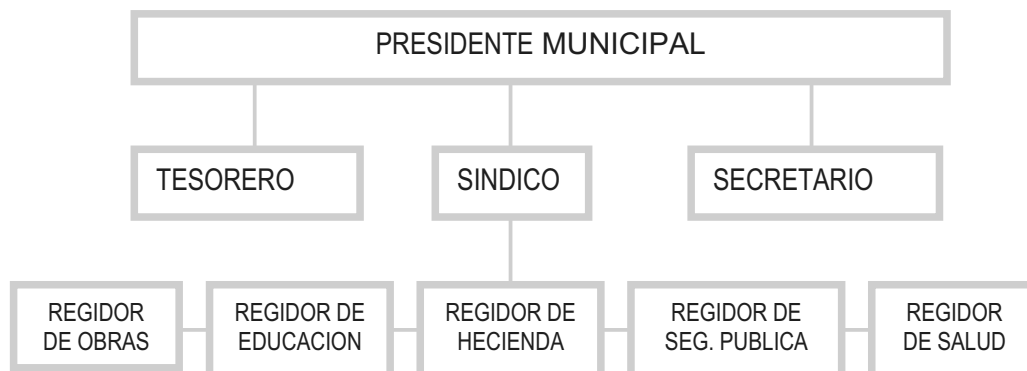 PRESIDENTE MUNICIPAL
TESORERO
SINDICO
SECRETARIO
REGIDOR
DE OBRAS
REGIDOR DE
EDUCACION
REGIDOR DE
HECIENDA
REGIDOR DE
SEG. PUBLICA
REGIDOR
DE SALUD